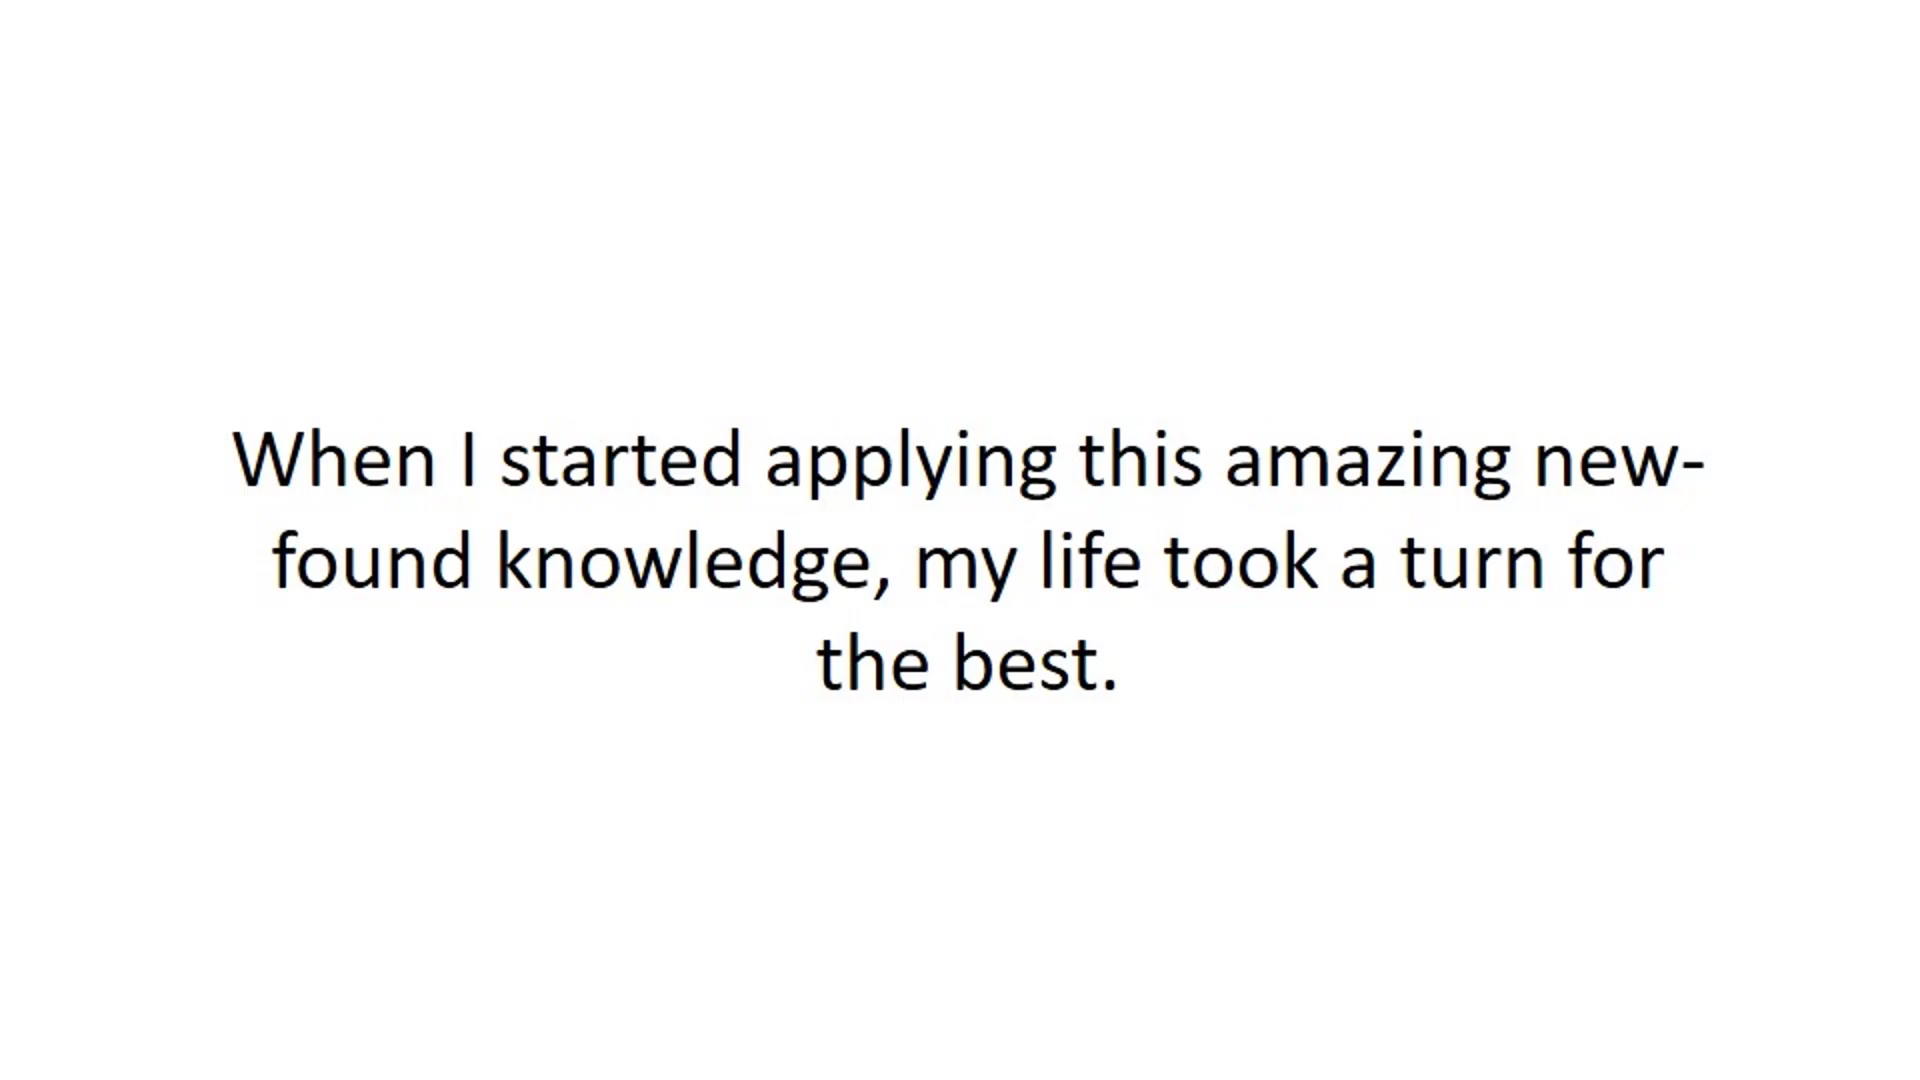 When I started applying this amazing new-
found knowledge, my life took a turn for
the best.